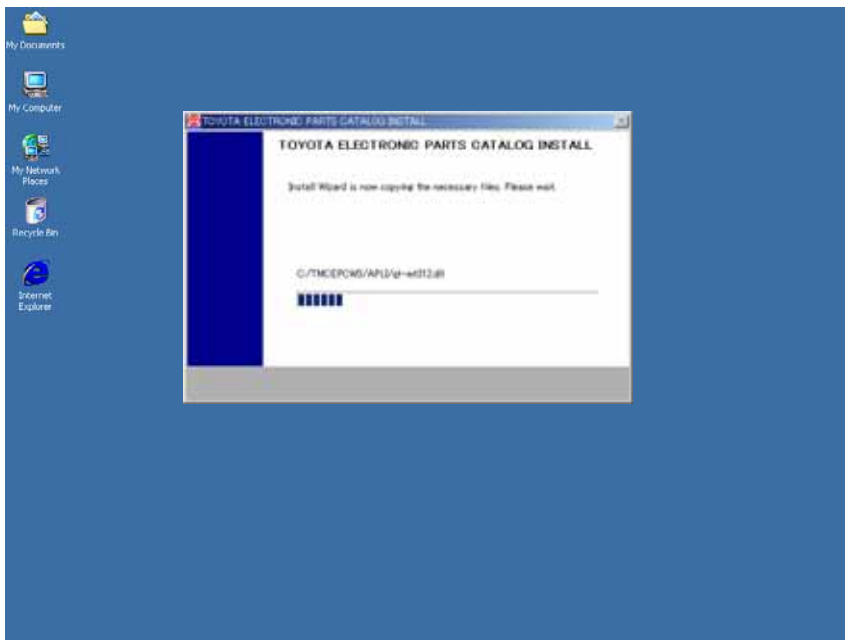 My Documents
My Computer
My Network
Places
Recycle Bin
Internet
Explorer
TOYOTA ELECTRONIC PARTS CATALOG INSTALL
TOYOTA ELECTRONIC PARTS CATALOG INSTALL
Install Wizard is now copying the necessary files. Please wait.